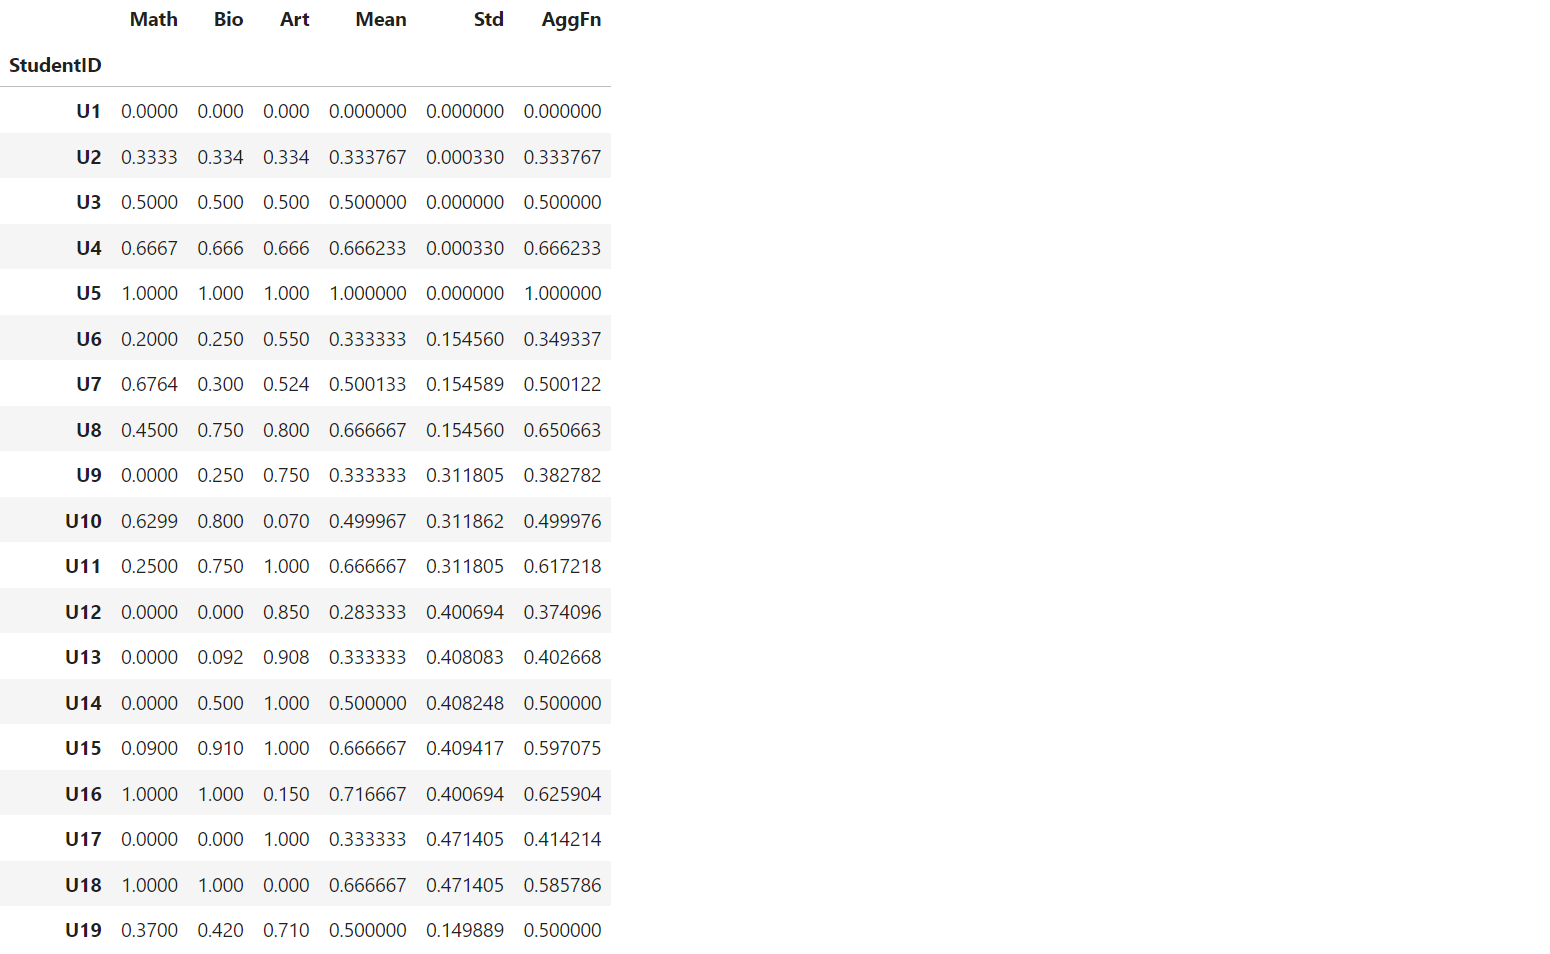 Math Bio Art Mean Std AggFn
StudentID
U1 0.0000 0.000 0.000 0.000000 0.000000 0.000000
U2 0.3333 0.334 0.334 0.333767 0.000330 0.333767
U3 0.5000 0.500 0.500 0.500000 0.000000 0.500000
U4 0.6667 0.666 0.666 0.666233 0.000330 0.666233
U5 1.0000 1.000 1.000 1.000000 0.000000 1.000000
U6 0.2000 0.250 0.550 0.333333 0.154560 0.349337
U7 0.6764 0.300 0.524 0.500133 0.154589 0.500122
U8 0.4500 0.750 0.800 0.666667 0.154560 0.650663
U9 0.0000 0.250 0.750 0.333333 0.311805 0.382782
U10 0.6299 0.800 0.070 0.499967 0.311862 0.499976
U11 0.2500 0.750 1.000 0.666667 0.311805 0.617218
U12 0.0000 0.000 0.850 0.283333 0.400694 0.374096
U13 0.0000 0.092 0.908 0.333333 0.408083 0.402668
U14 0.0000 0.500 1.000 0.500000 0.408248 0.500000
U15 0.0900 0.910 1.000 0.666667 0.409417 0.597075
U16 1.0000 1.000 0.150 0.716667 0.400694 0.625904
U17 0.0000 0.000 1.000 0.333333 0.471405 0.414214
U18 1.0000 1.000 0.000 0.666667 0.471405 0.585786
U19 0.3700 0.420 0.710 0.500000 0.149889 0.500000